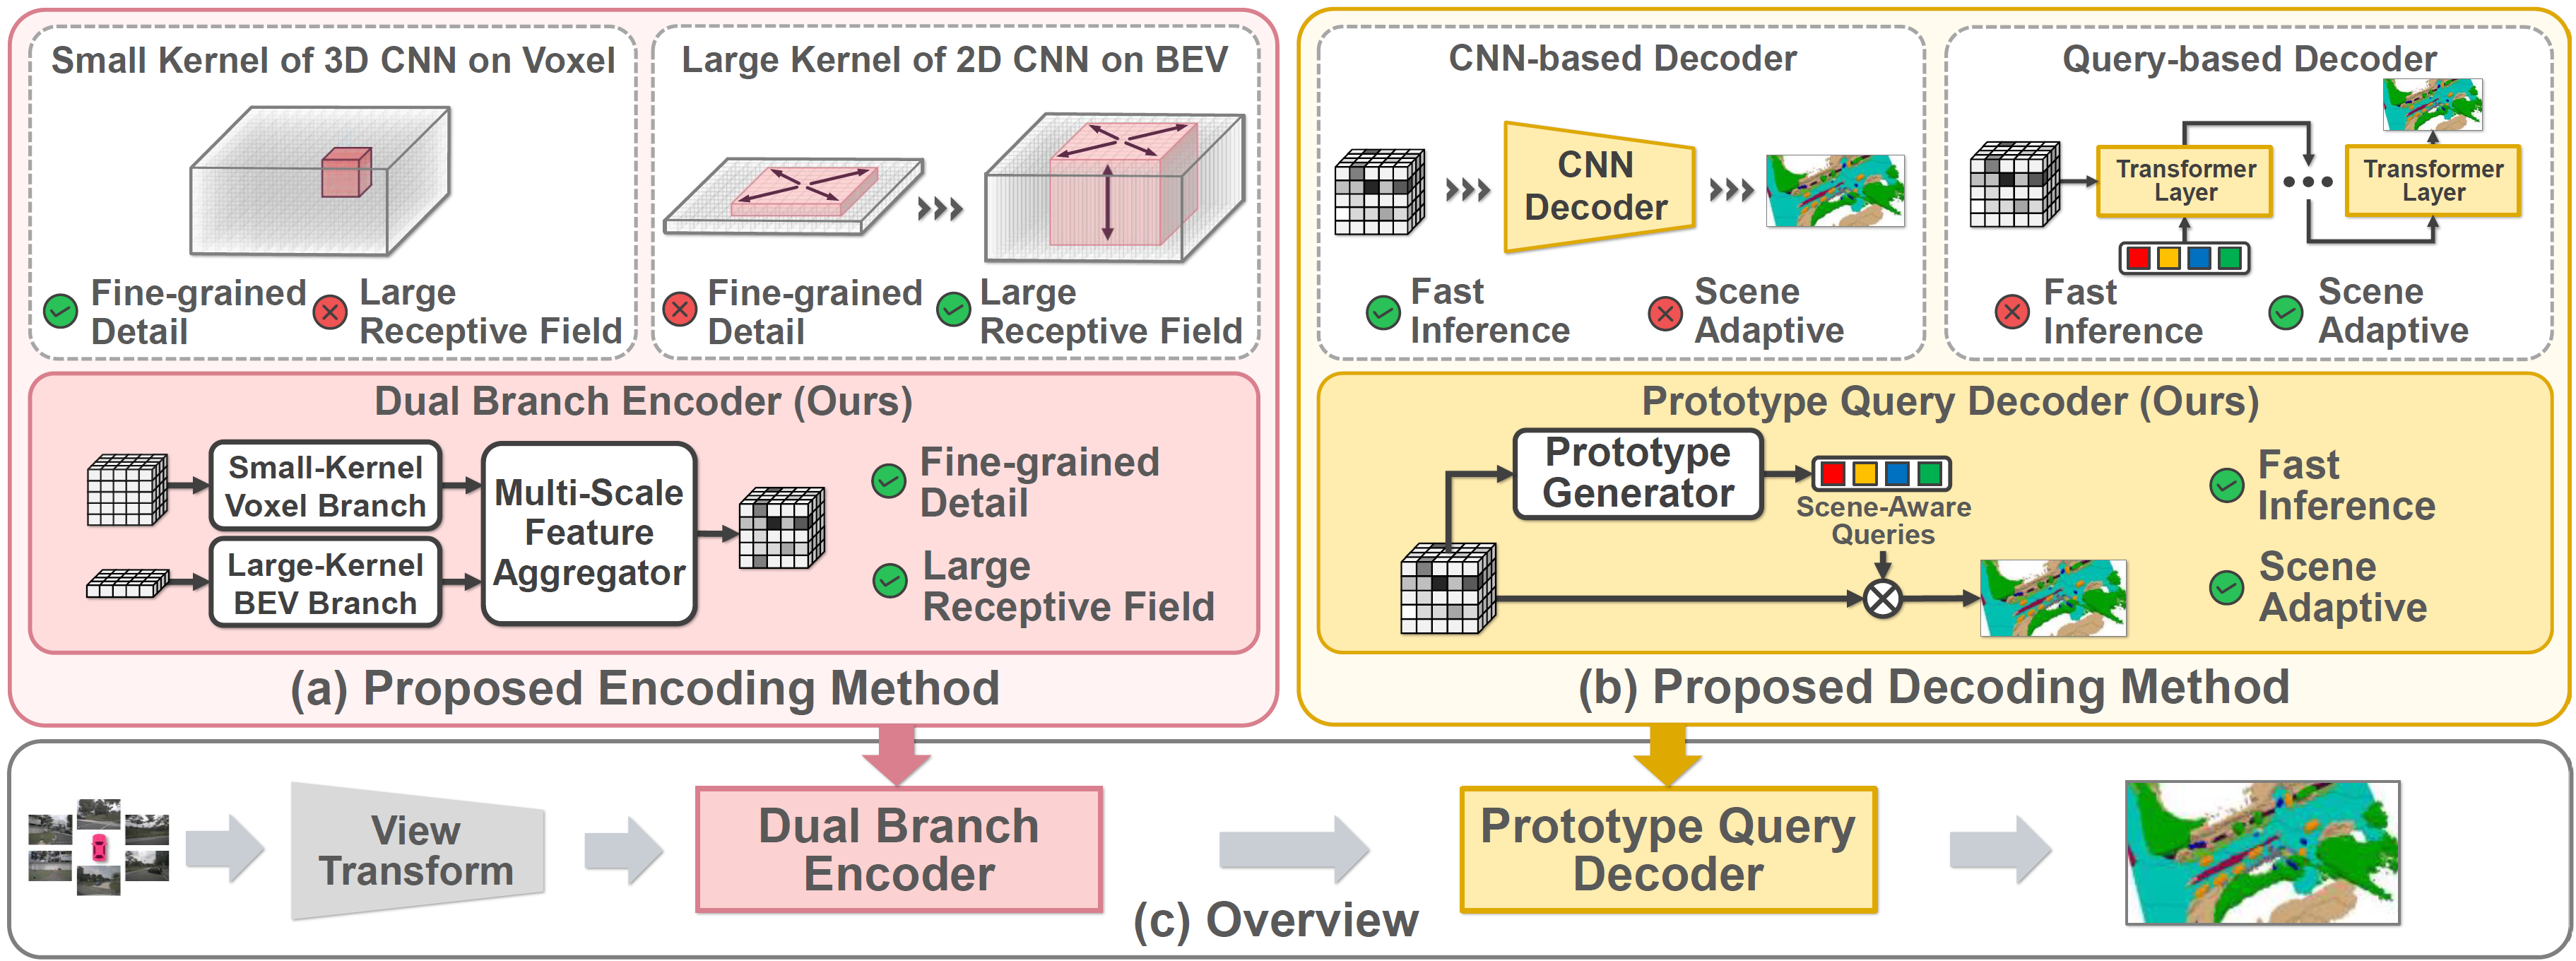 Small Kernel of 3D CNN on Voxel
Fine-grained
Detail
Large
Receptive Field
Large Kernel of 2D CNN on BEV
Fine-grained
Detail
Large
Receptive Field
Dual Branch Encoder (Ours)
Small-Kernel
Voxel Branch
Large-Kernel
BEV Branch
Multi-Scale
Feature
Aggregator
Fine-grained
Detail
Large
Receptive Field
(a) Proposed Encoding Method
CNN-based Decoder
CNN
Decoder
Fast
Inference
Scene
Adaptive
Query-based Decoder
Transformer
Layer
Transformer
Layer
Fast
Inference
Scene
Adaptive
Prototype Query Decoder (Ours)
Prototype
Generator
Scene-Aware
Queries
Fast
Inference
Scene
Adaptive
(b) Proposed Decoding Method
View
Transform
Dual Branch
Encoder
Prototype Query
Decoder
(c) Overview